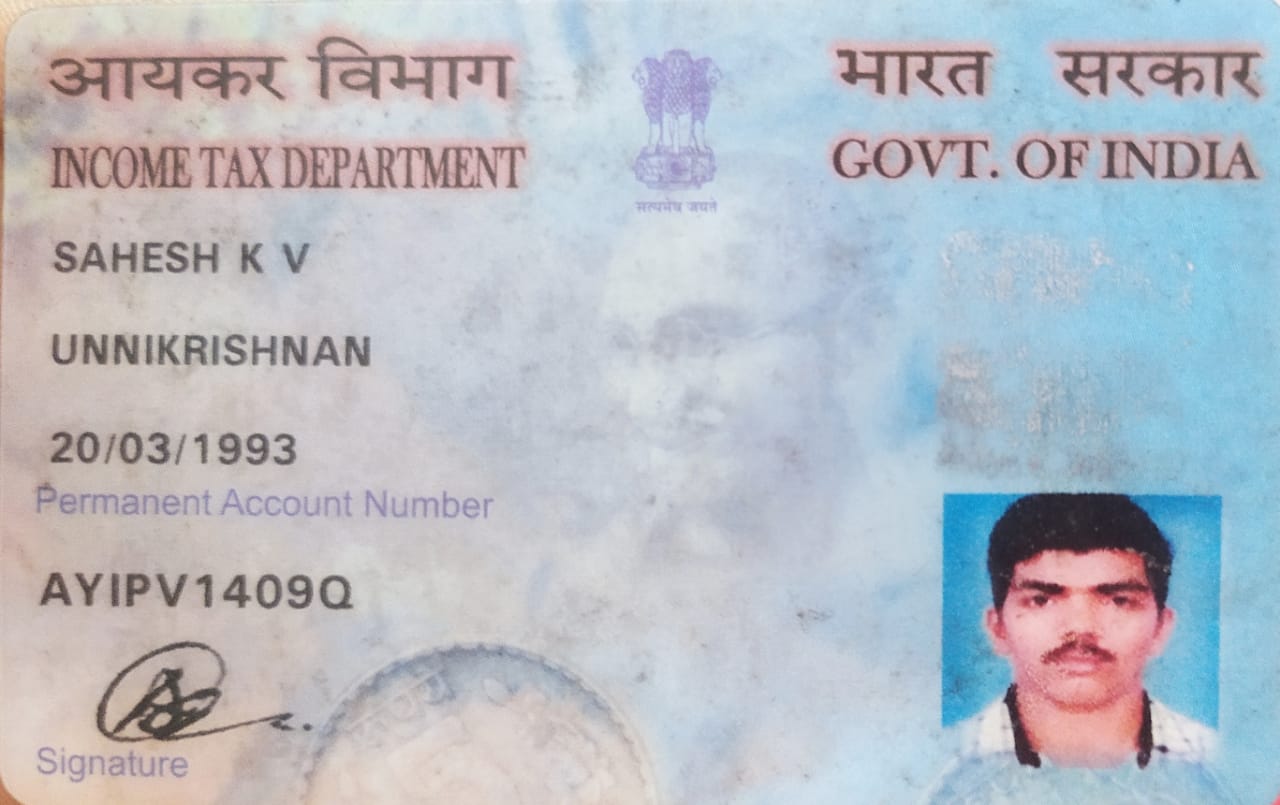 आयकर विभाग
भारत सरकार
INCOME TAX DEPARTMENT
GOVT. OF INDIA
सत्यमेव जयते
SAHESH K V
UNNIKRISHNAN
20/03/1993
Permanent Account Number
AYIPV1409Q
Signature